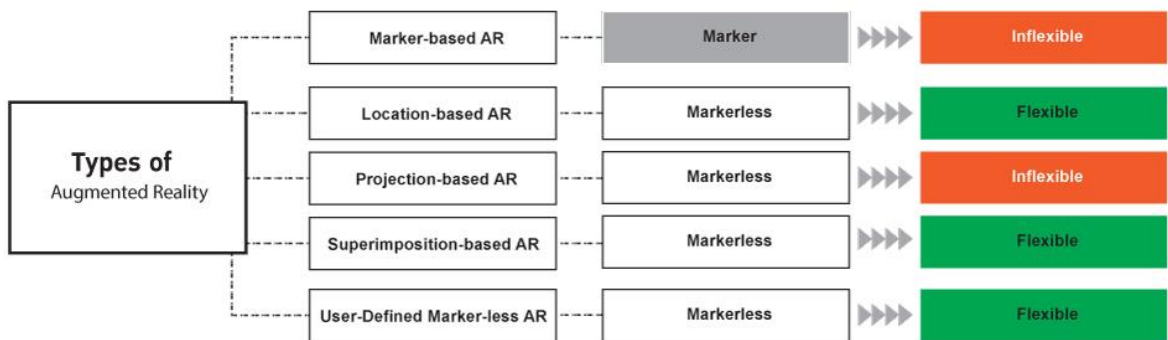 Marker-based AR Marker Inflexible
Location-based AR Markerless Flexible
Types of
Augmented Reality
Projection-based AR Markerless Inflexible
Superimposition-based AR Markerless Flexible
User-Defined Marker-less AR Markerless Flexible